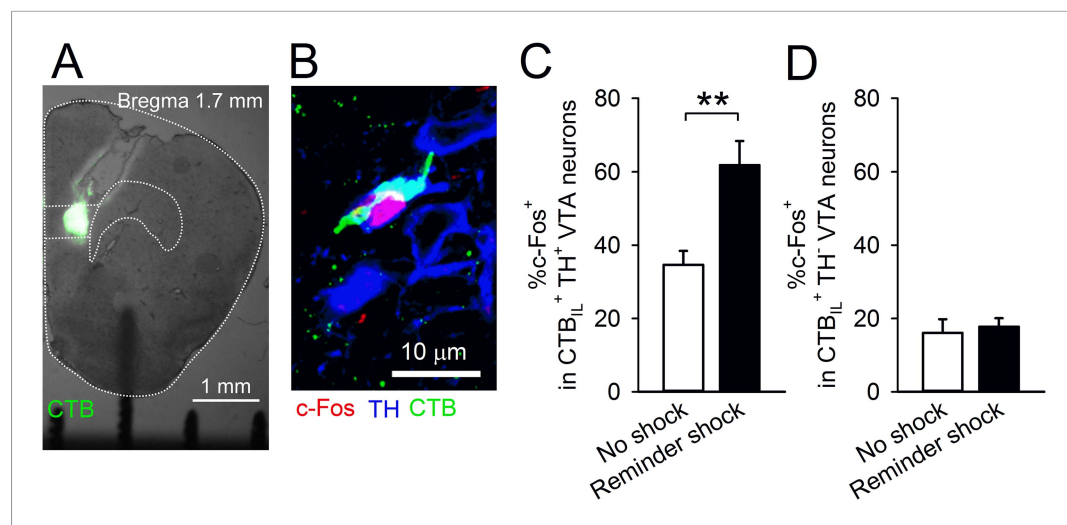 A
Bregma 1.7 mm
CTB
1 mm
B
10 μm
c-Fos TH CTB
C
%c-Fos⁺
in CTB_IL⁺ TH⁺ VTA neurons
80
60
40
20
0
**
No shock
Reminder shock
D
%c-Fos⁺
in CTB_IL⁺ TH⁻ VTA neurons
80
60
40
20
0
No shock
Reminder shock